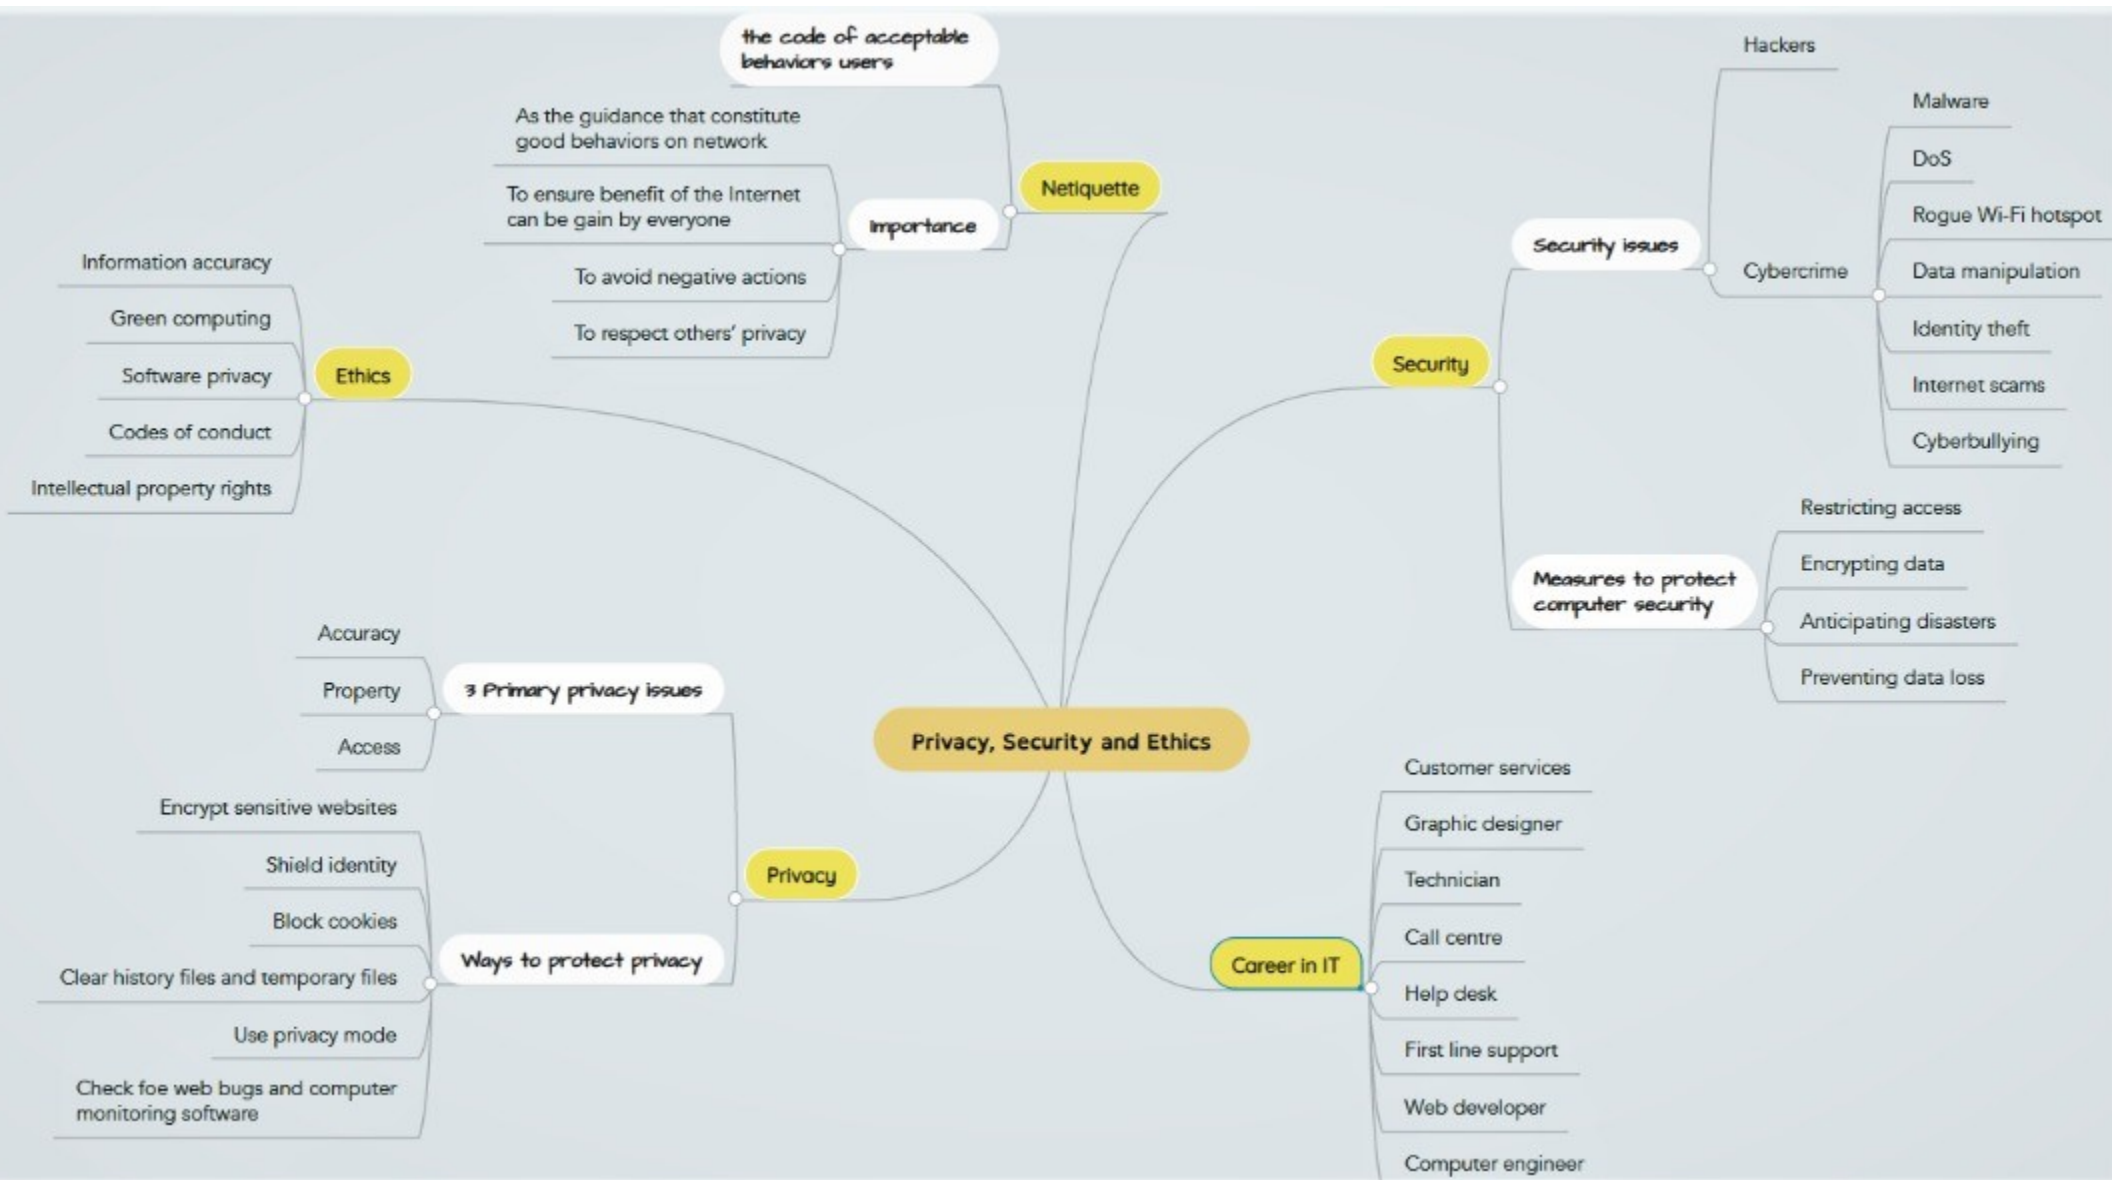 the code of acceptable
behaviors users
As the guidance that constitute
good behaviors on network
To ensure benefit of the Internet
can be gain by everyone
Importance
To avoid negative actions
To respect others' privacy
Netiquette
Information accuracy
Green computing
Software privacy
Codes of conduct
Intellectual property rights
Ethics
Hackers
Security issues
Cybercrime
Malware
DoS
Rogue Wi-Fi hotspot
Data manipulation
Identity theft
Internet scams
Cyberbullying
Security
Measures to protect
computer security
Restricting access
Encrypting data
Anticipating disasters
Preventing data loss
Privacy, Security and Ethics
Accuracy
Property
Access
3 Primary privacy issues
Privacy
Encrypt sensitive websites
Shield identity
Block cookies
Clear history files and temporary files
Use privacy mode
Check foe web bugs and computer
monitoring software
Ways to protect privacy
Career in IT
Customer services
Graphic designer
Technician
Call centre
Help desk
First line support
Web developer
Computer engineer